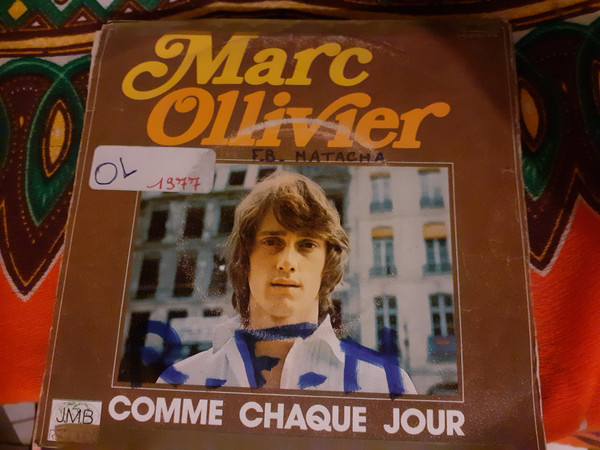 Marc
Ollivier
F.B. NATACHA
OL
1977
JMB
COMME CHAQUE JOUR